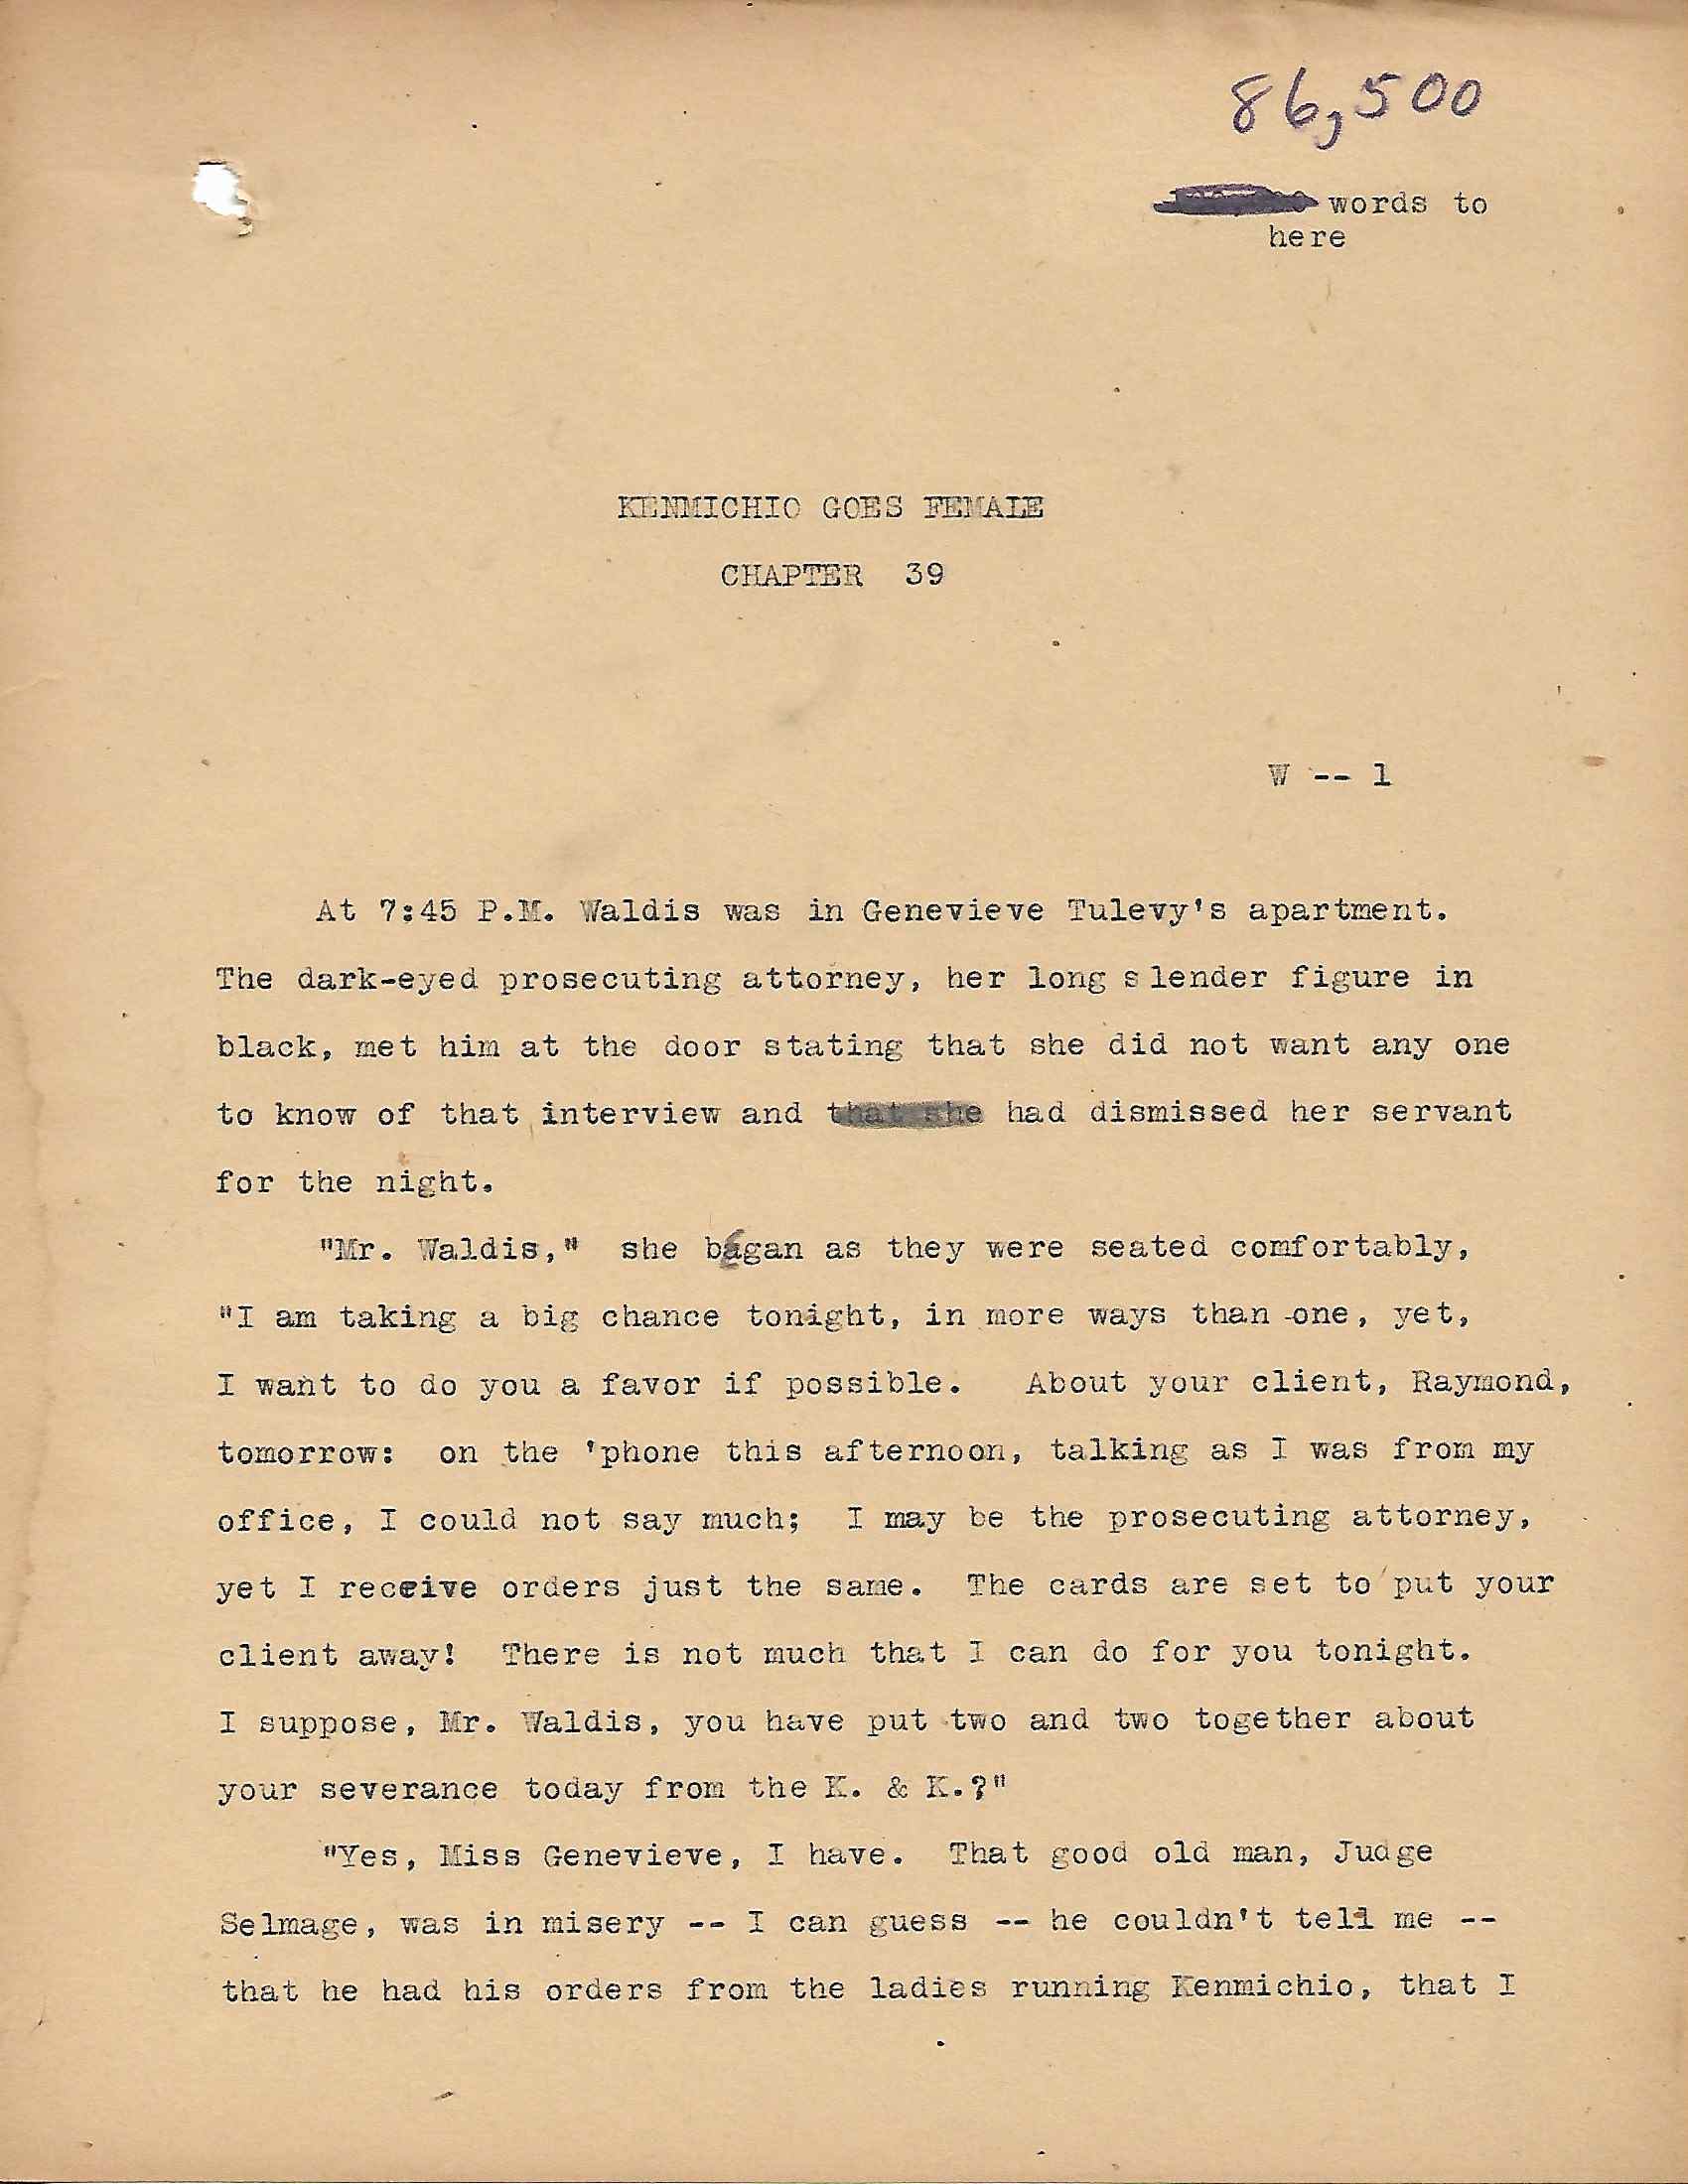 86,500
words to
here
KENMICHIO GOES FEMALE
CHAPTER 39
W -- 1
At 7:45 P.M. Waldis was in Genevieve Tulevy's apartment.
The dark-eyed prosecuting attorney, her long slender figure in
black, met him at the door stating that she did not want any one
to know of that interview and that she had dismissed her servant
for the night.
"Mr. Waldis," she began as they were seated comfortably,
"I am taking a big chance tonight, in more ways than one, yet,
I want to do you a favor if possible. About your client, Raymond,
tomorrow: on the 'phone this afternoon, talking as I was from my
office, I could not say much; I may be the prosecuting attorney,
yet I receive orders just the same. The cards are set to put your
client away! There is not much that I can do for you tonight.
I suppose, Mr. Waldis, you have put two and two together about
your severance today from the K. & K.?"
"Yes, Miss Genevieve, I have. That good old man, Judge
Selmage, was in misery -- I can guess -- he couldn't tell me --
that he had his orders from the ladies running Kenmichio, that I